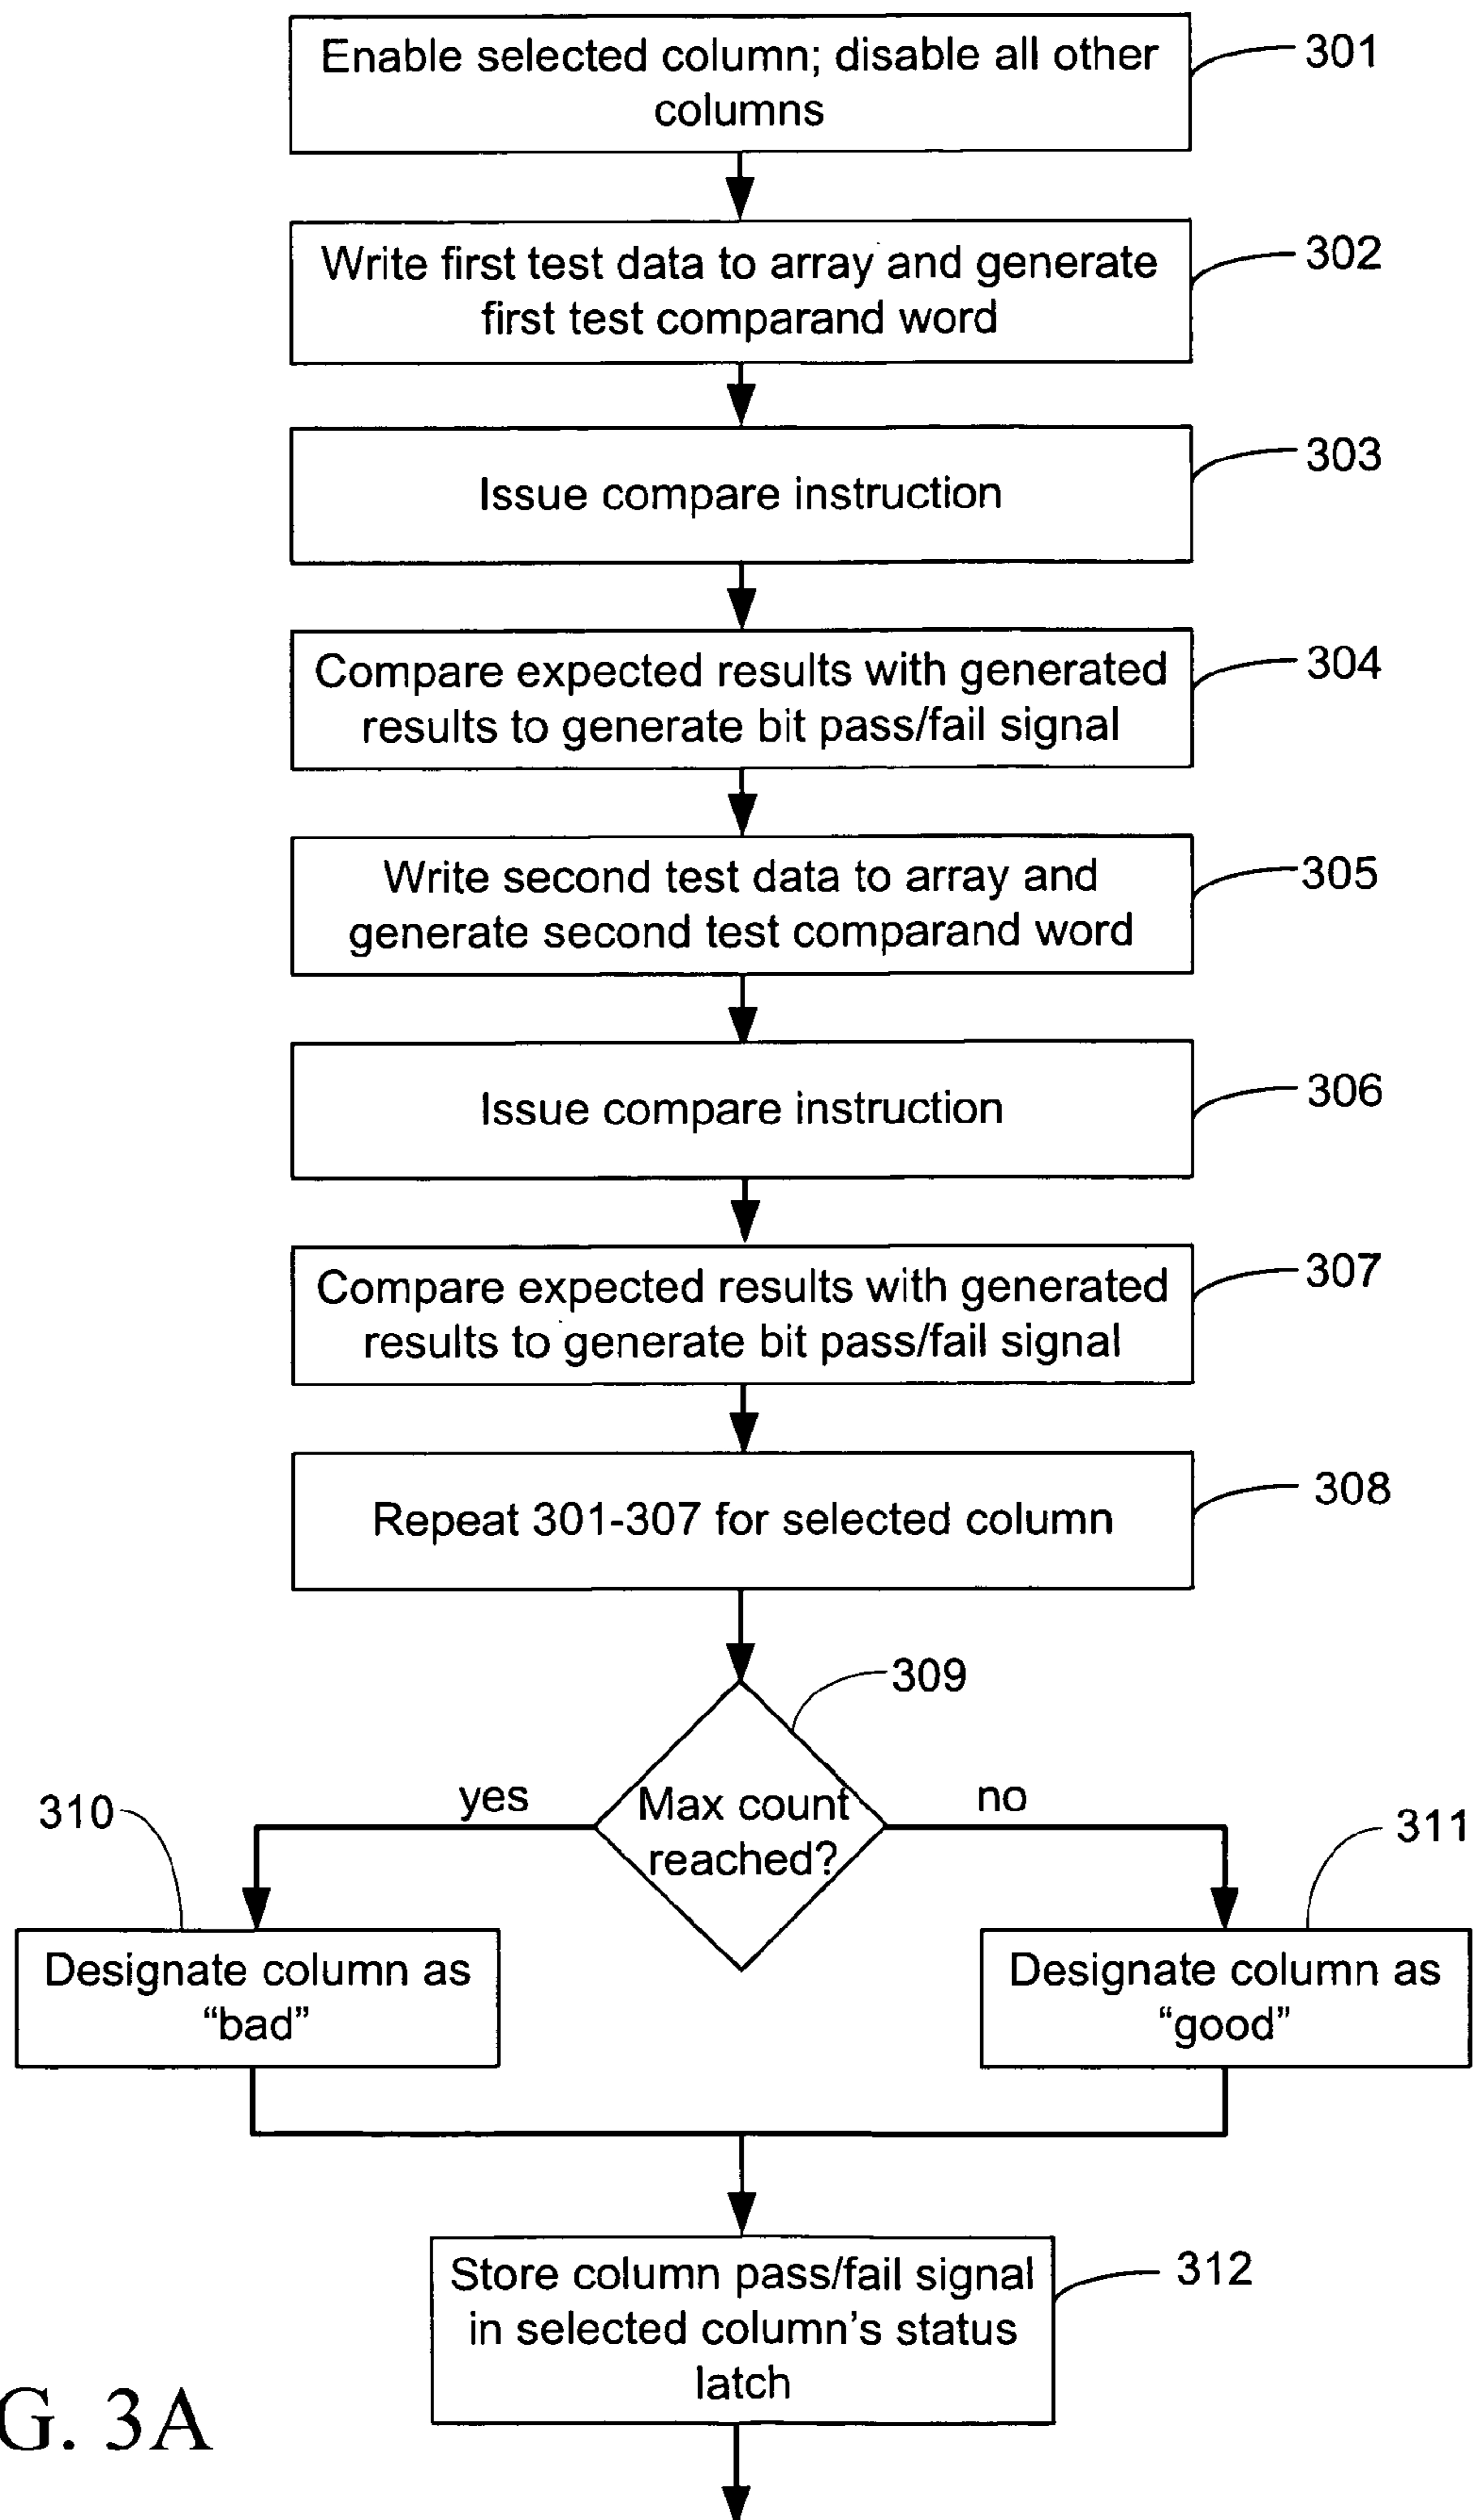 Enable selected column; disable all other
columns
301
Write first test data to array and generate
first test comparand word
302
Issue compare instruction
303
Compare expected results with generated
results to generate bit pass/fail signal
304
Write second test data to array and
generate second test comparand word
305
Issue compare instruction
306
Compare expected results with generated
results to generate bit pass/fail signal
307
Repeat 301-307 for selected column
308
309
Max count
reached?
yes
no
310
311
Designate column as
“bad”
Designate column as
“good”
Store column pass/fail signal
in selected column’s status
latch
312
G. 3A